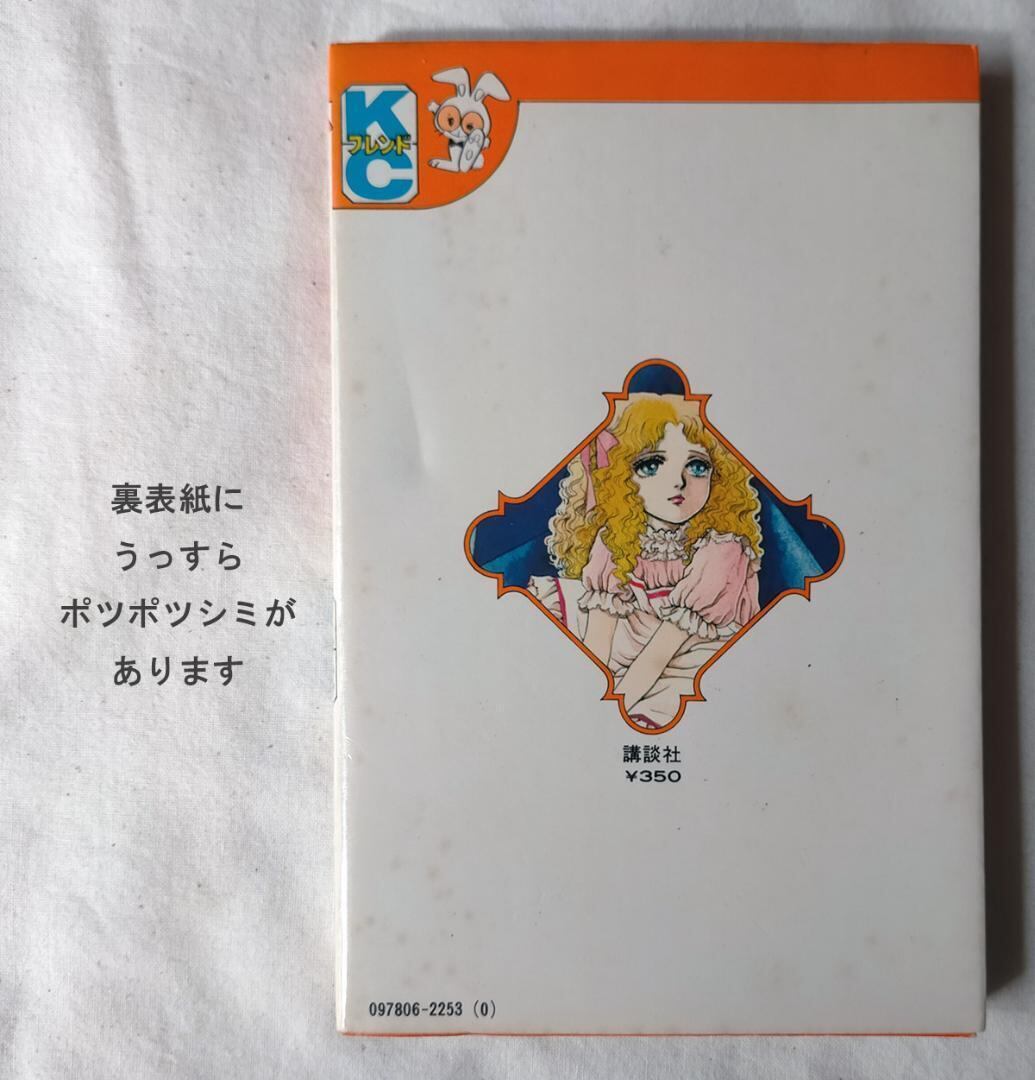 K
フレンド
C
裏表紙に
うっすら
ポツポツシミが
あります
講談社
¥350
097806-2253 (0)